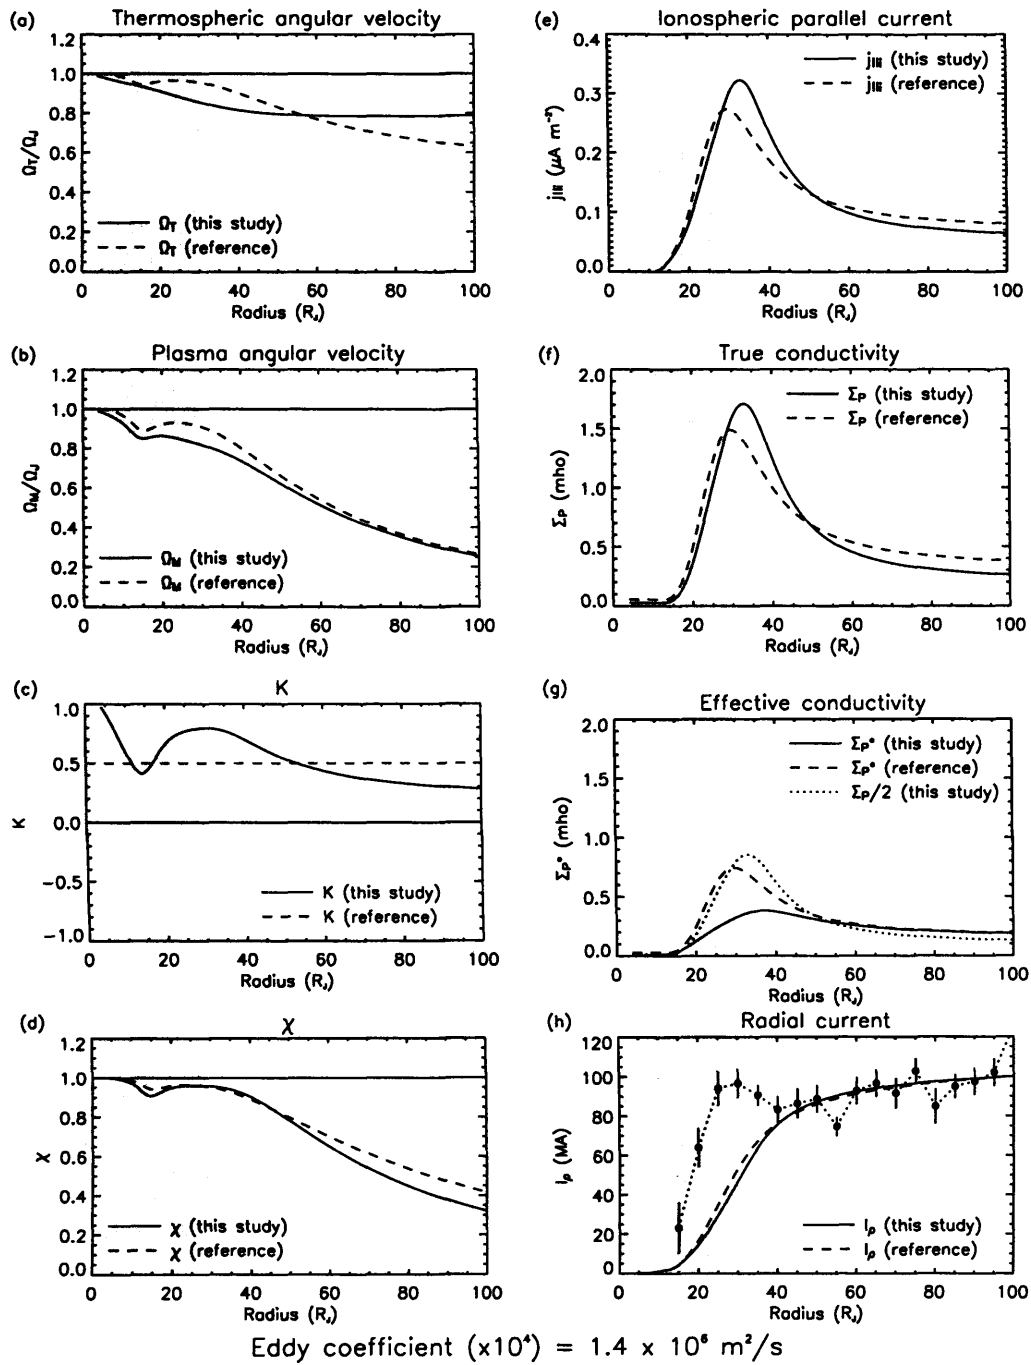 (a) Thermospheric angular velocity
1.2
1.0
0.8
0.6
0.4
0.2
0.0
Ω_T/Ω_J
Ω_T (this study)
Ω_T (reference)
0 20 40 60 80 100
Radius (R_J)
(b) Plasma angular velocity
1.2
1.0
0.8
0.6
0.4
0.2
0.0
Ω_M/Ω_J
Ω_M (this study)
Ω_M (reference)
0 20 40 60 80 100
Radius (R_J)
(c) K
1.0
0.5
0.0
-0.5
-1.0
K
K (this study)
K (reference)
0 20 40 60 80 100
Radius (R_J)
(d) χ
1.2
1.0
0.8
0.6
0.4
0.2
0.0
χ
χ (this study)
χ (reference)
0 20 40 60 80 100
Radius (R_J)
(e) Ionospheric parallel current
0.4
0.3
0.2
0.1
0.0
j_||i (μA m⁻²)
j_||i (this study)
j_||i (reference)
0 20 40 60 80 100
Radius (R_J)
(f) True conductivity
2.0
1.5
1.0
0.5
0.0
Σ_P (mho)
Σ_P (this study)
Σ_P (reference)
0 20 40 60 80 100
Radius (R_J)
(g) Effective conductivity
2.0
1.5
1.0
0.5
0.0
Σ_P* (mho)
Σ_P* (this study)
Σ_P* (reference)
Σ_P/2 (this study)
0 20 40 60 80 100
Radius (R_J)
(h) Radial current
120
100
80
60
40
20
0
I_ρ (MA)
I_ρ (this study)
I_ρ (reference)
0 20 40 60 80 100
Radius (R_J)
Eddy coefficient (x10⁴) = 1.4 x 10⁶ m²/s